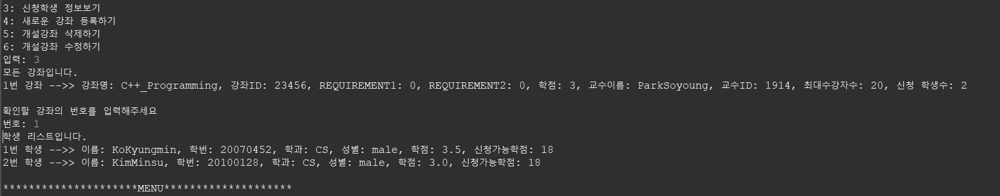 3: 신청학생 정보보기
4: 새로운 강좌 등록하기
5: 개설강좌 삭제하기
6: 개설강좌 수정하기
입력: 3
모든 강좌입니다.
1번 강좌 -->> 강좌명: C++_Programming, 강좌ID: 23456, REQUIREMENT1: 0, REQUIREMENT2: 0, 학점: 3, 교수이름: ParkSoyoung, 교수ID: 1914, 최대수강자수: 20, 신청 학생수: 2
확인할 강좌의 번호를 입력해주세요
번호: 1
학생 리스트입니다.
1번 학생 -->> 이름: KoKyungmin, 학번: 20070452, 학과: CS, 성별: male, 학점: 3.5, 신청가능학점: 18
2번 학생 -->> 이름: KimMinsu, 학번: 20100128, 학과: CS, 성별: male, 학점: 3.0, 신청가능학점: 18
*********************MENU********************